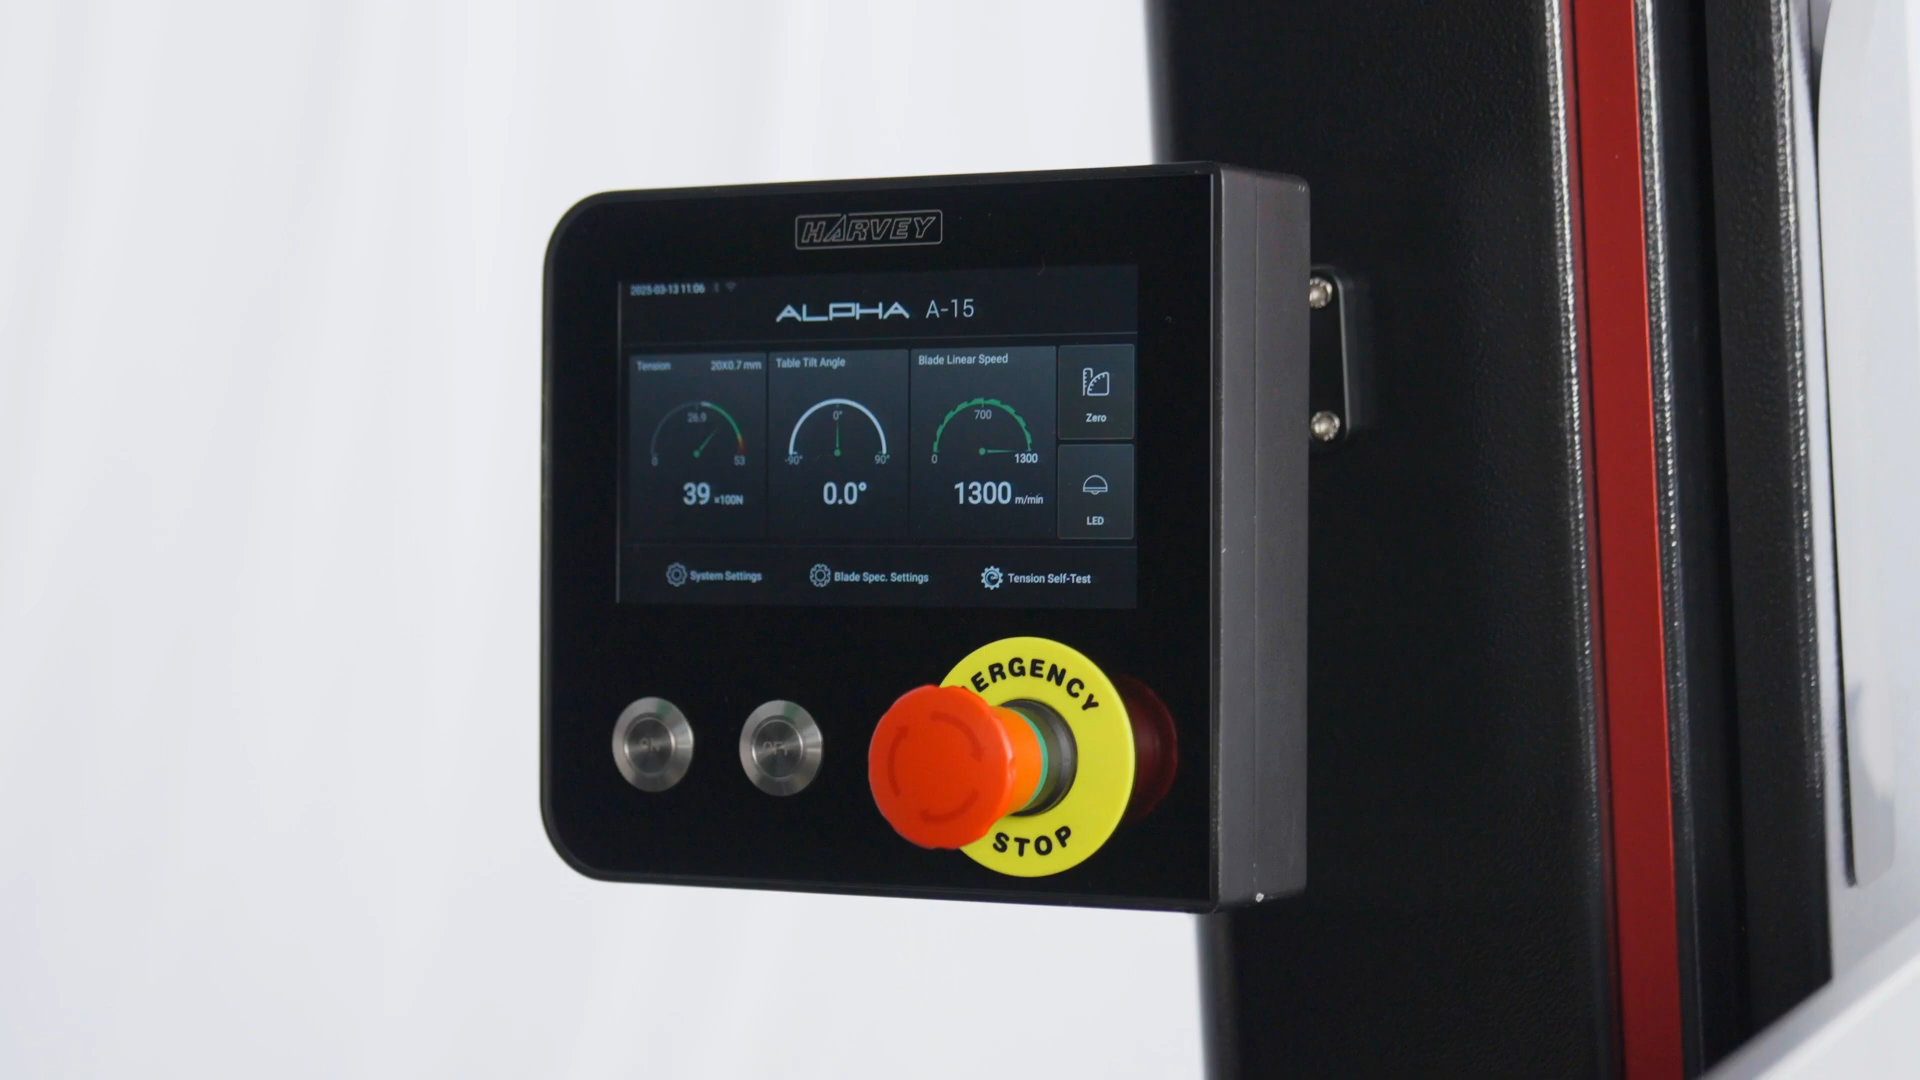 HARVEY
2025-03-13 11:06
ALPHA A-15
Tension 20X0.7 mm
26.9
0 53
39 ×100N
Table Tilt Angle
0°
-90° 90°
0.0°
Blade Linear Speed
700
0 1300
1300 m/min
Zero
LED
System Settings
Blade Spec. Settings
Tension Self-Test
ON
OFF
ERGENCY
STOP